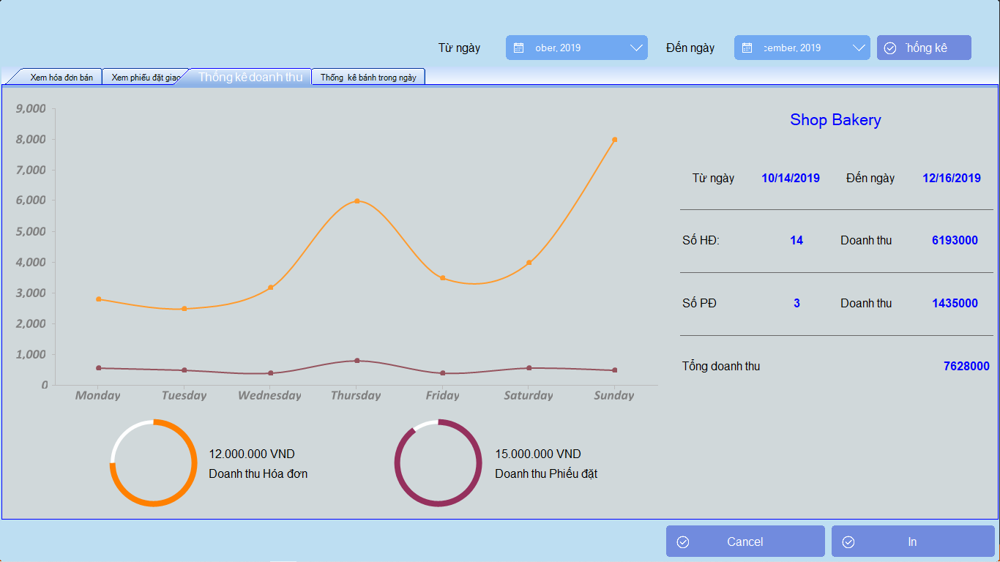 Từ ngày ober, 2019 Đến ngày cember, 2019 hống kê
Xem hóa đơn bán Xem phiếu đặt giao Thống kê doanh thu Thống kê bánh trong ngày
9,000
8,000
7,000
6,000
5,000
4,000
3,000
2,000
1,000
0
Monday Tuesday Wednesday Thursday Friday Saturday Sunday
12.000.000 VND
Doanh thu Hóa đơn
15.000.000 VND
Doanh thu Phiếu đặt
Shop Bakery
Từ ngày 10/14/2019 Đến ngày 12/16/2019
Số HĐ: 14 Doanh thu 6193000
Số PĐ 3 Doanh thu 1435000
Tổng doanh thu 7628000
Cancel In